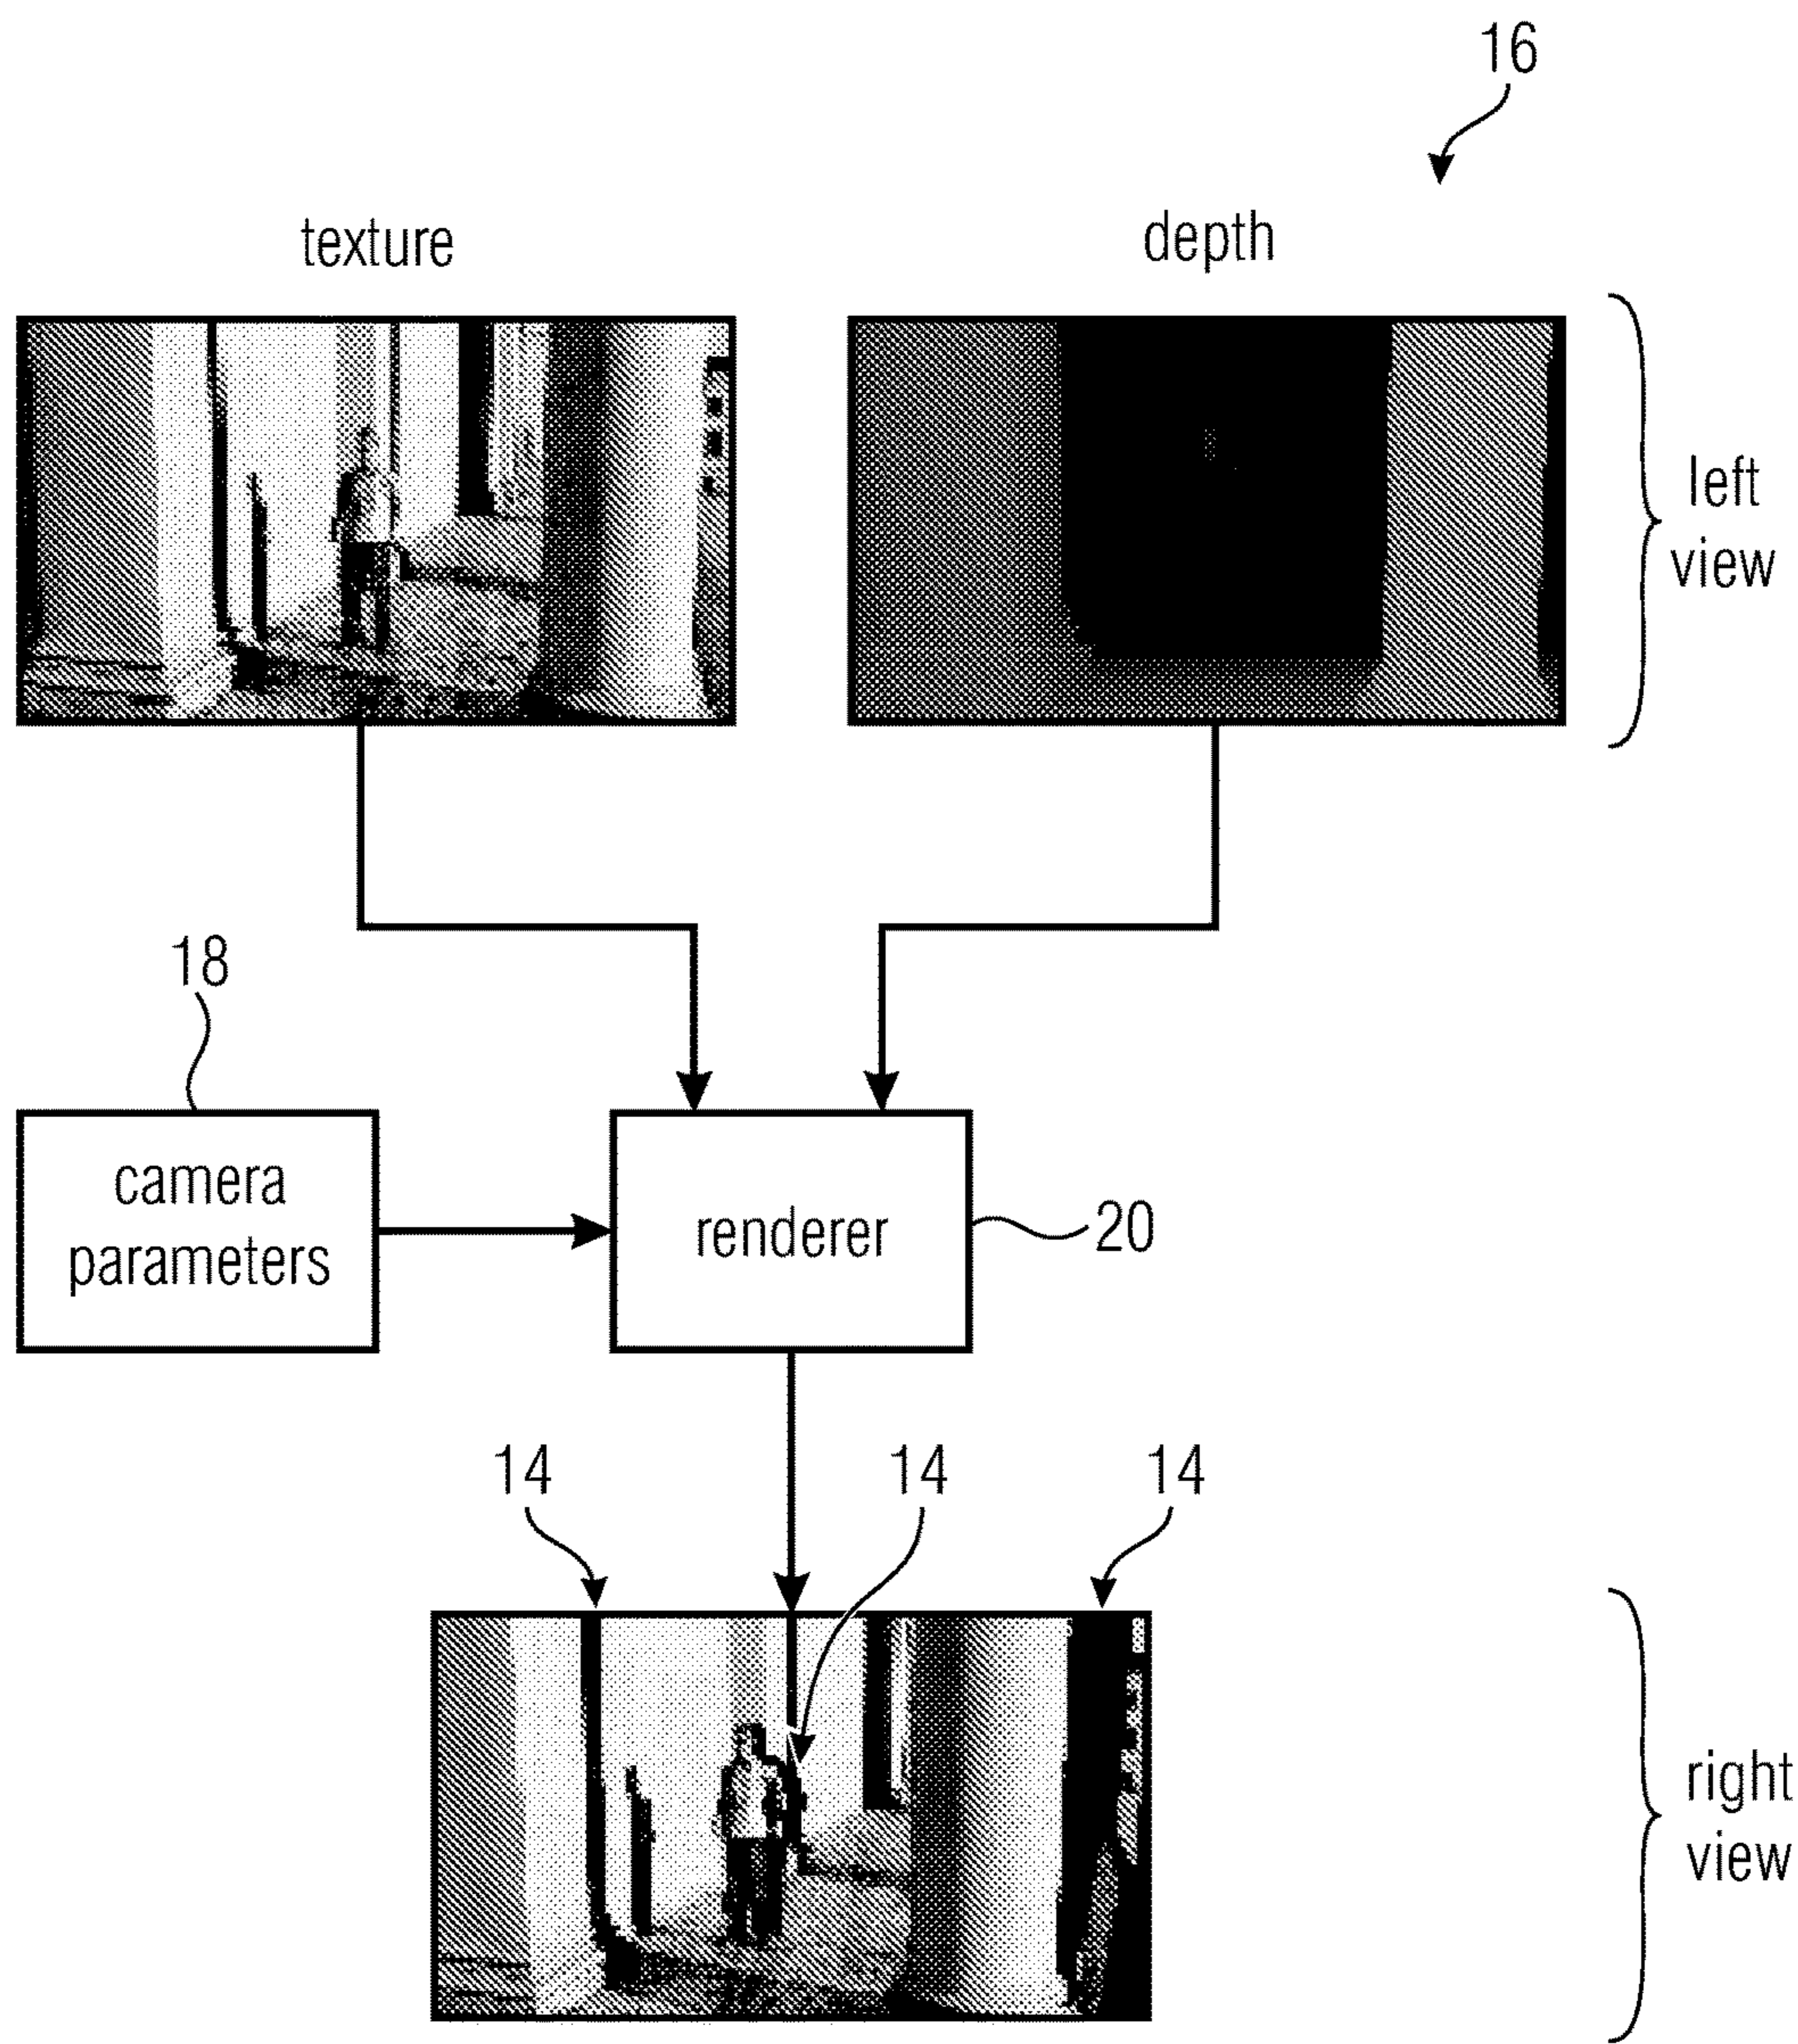 16
texture
depth
left
view
18
camera
parameters
renderer
20
14
14
14
right
view